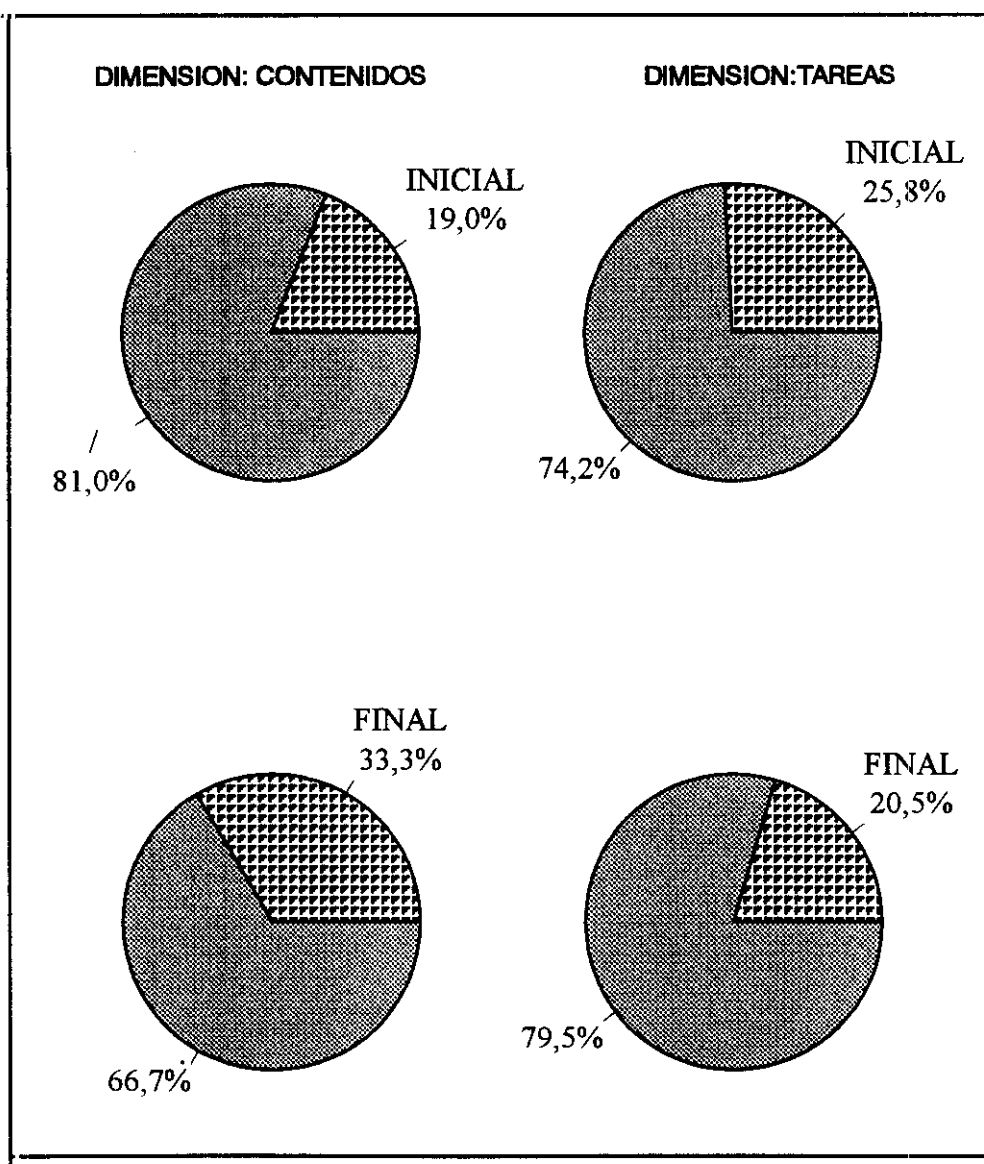 DIMENSION: CONTENIDOS
DIMENSION:TAREAS
INICIAL
19,0%
81,0%
INICIAL
25,8%
74,2%
FINAL
33,3%
66,7%
FINAL
20,5%
79,5%